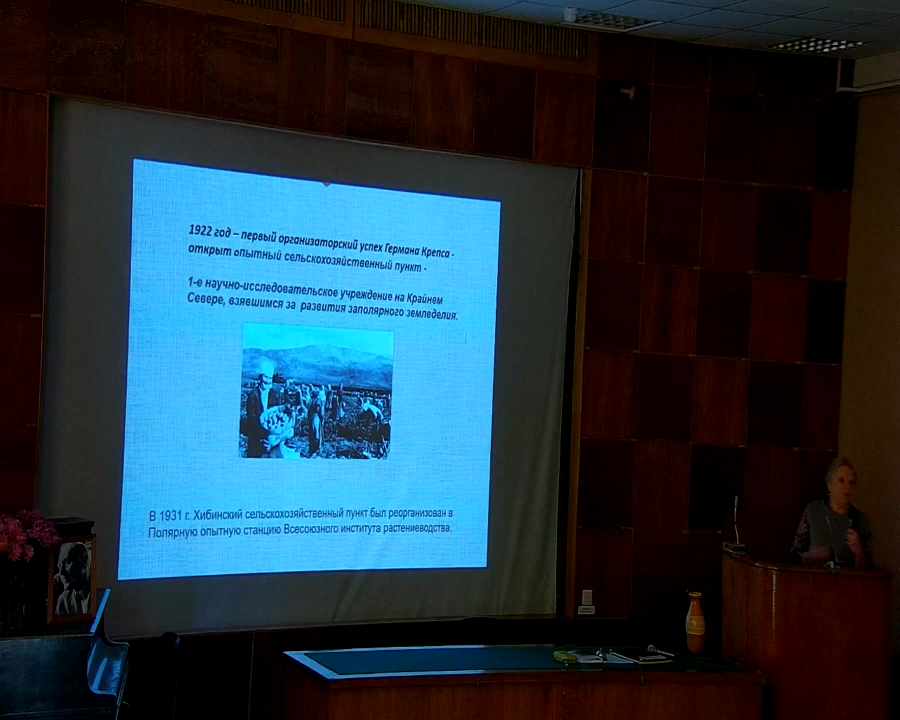 1922 год – первый организаторский успех Германа Крепса -
открыт опытный сельскохозяйственный пункт -
1-е научно-исследовательское учреждение на Крайнем
Севере, взявшимся за развития заполярного земледелия.
В 1931 г. Хибинский сельскохозяйственный пункт был реорганизован в
Полярную опытную станцию Всесоюзного института растениеводства.